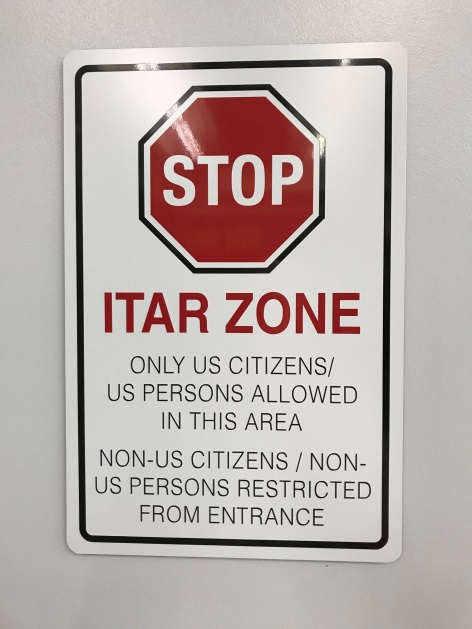 STOP
ITAR ZONE
ONLY US CITIZENS/
US PERSONS ALLOWED
IN THIS AREA
NON-US CITIZENS / NON-
US PERSONS RESTRICTED
FROM ENTRANCE